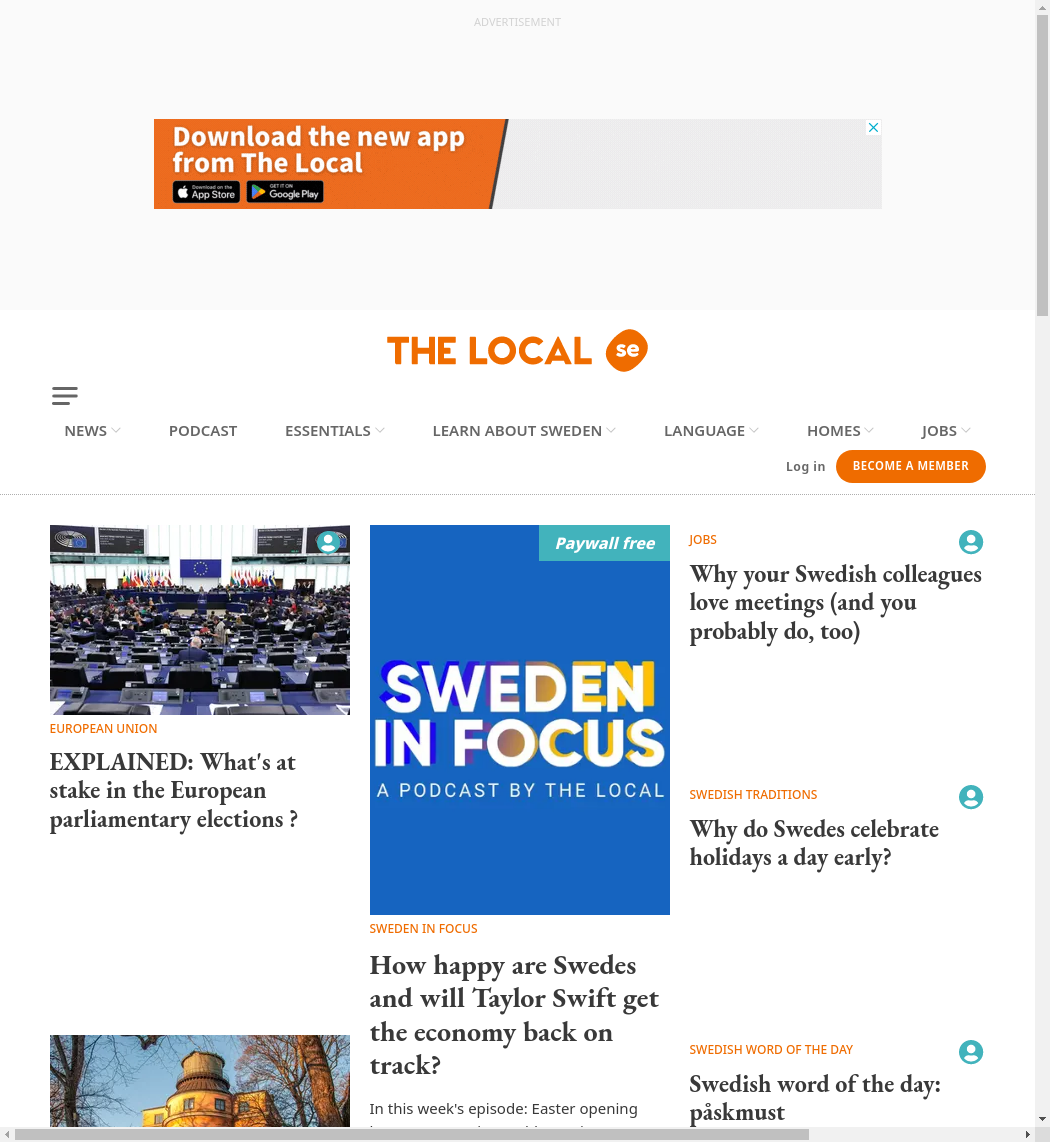 ADVERTISEMENT
Download the new app
from The Local
Download on the
App Store
GET IT ON
Google Play
THE LOCAL se
NEWS
PODCAST
ESSENTIALS
LEARN ABOUT SWEDEN
LANGUAGE
HOMES
JOBS
Log in
BECOME A MEMBER
EUROPEAN UNION
EXPLAINED: What's at
stake in the European
parliamentary elections ?
Paywall free
SWEDEN
IN FOCUS
A PODCAST BY THE LOCAL
SWEDEN IN FOCUS
How happy are Swedes
and will Taylor Swift get
the economy back on
track?
In this week's episode: Easter opening
JOBS
Why your Swedish colleagues
love meetings (and you
probably do, too)
SWEDISH TRADITIONS
Why do Swedes celebrate
holidays a day early?
SWEDISH WORD OF THE DAY
Swedish word of the day:
påskmust